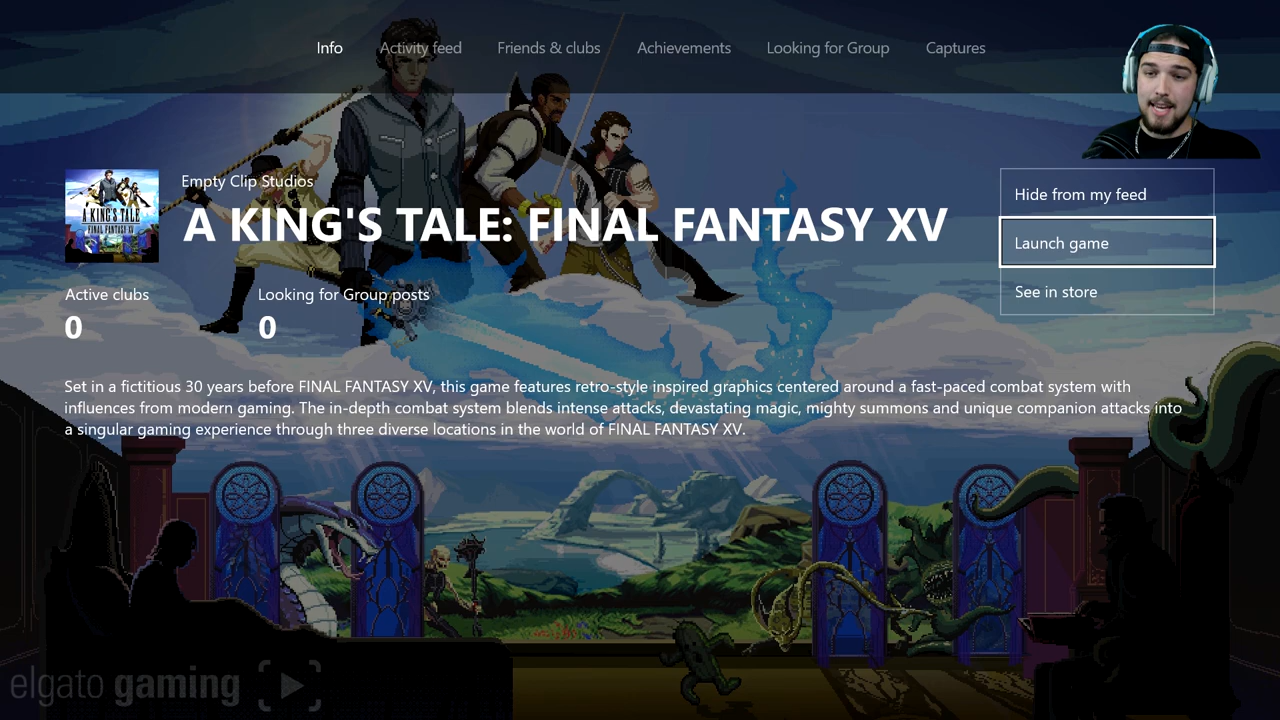 Info Activity feed Friends & clubs Achievements Looking for Group Captures
Empty Clip Studios
A KING'S TALE: FINAL FANTASY XV
A KING'S TALE
FINAL FANTASY XV
Hide from my feed
Launch game
See in store
Active clubs
0
Looking for Group posts
0
Set in a fictitious 30 years before FINAL FANTASY XV, this game features retro-style inspired graphics centered around a fast-paced combat system with
influences from modern gaming. The in-depth combat system blends intense attacks, devastating magic, mighty summons and unique companion attacks into
a singular gaming experience through three diverse locations in the world of FINAL FANTASY XV.
elgato gaming